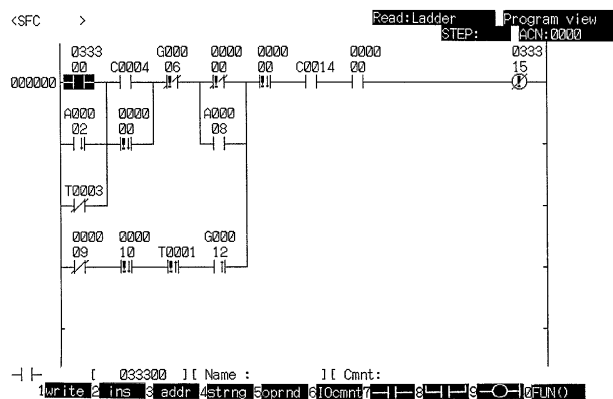 <SFC >
Read:Ladder Program view
STEP: ACN:0000
0333 G000 0000 0000 0000 0333
00 C0004 06 00 00 C0014 00 15
000000
A000 0000 A000
02 00 08
T0003
0000 0000 G000
09 10 T0001 12
[ 033300 ][ Name : ][ Cmnt:
1write 2 ins 3 addr 4strng 5oprnd 6IOcmnt7 8 9 0FUN()